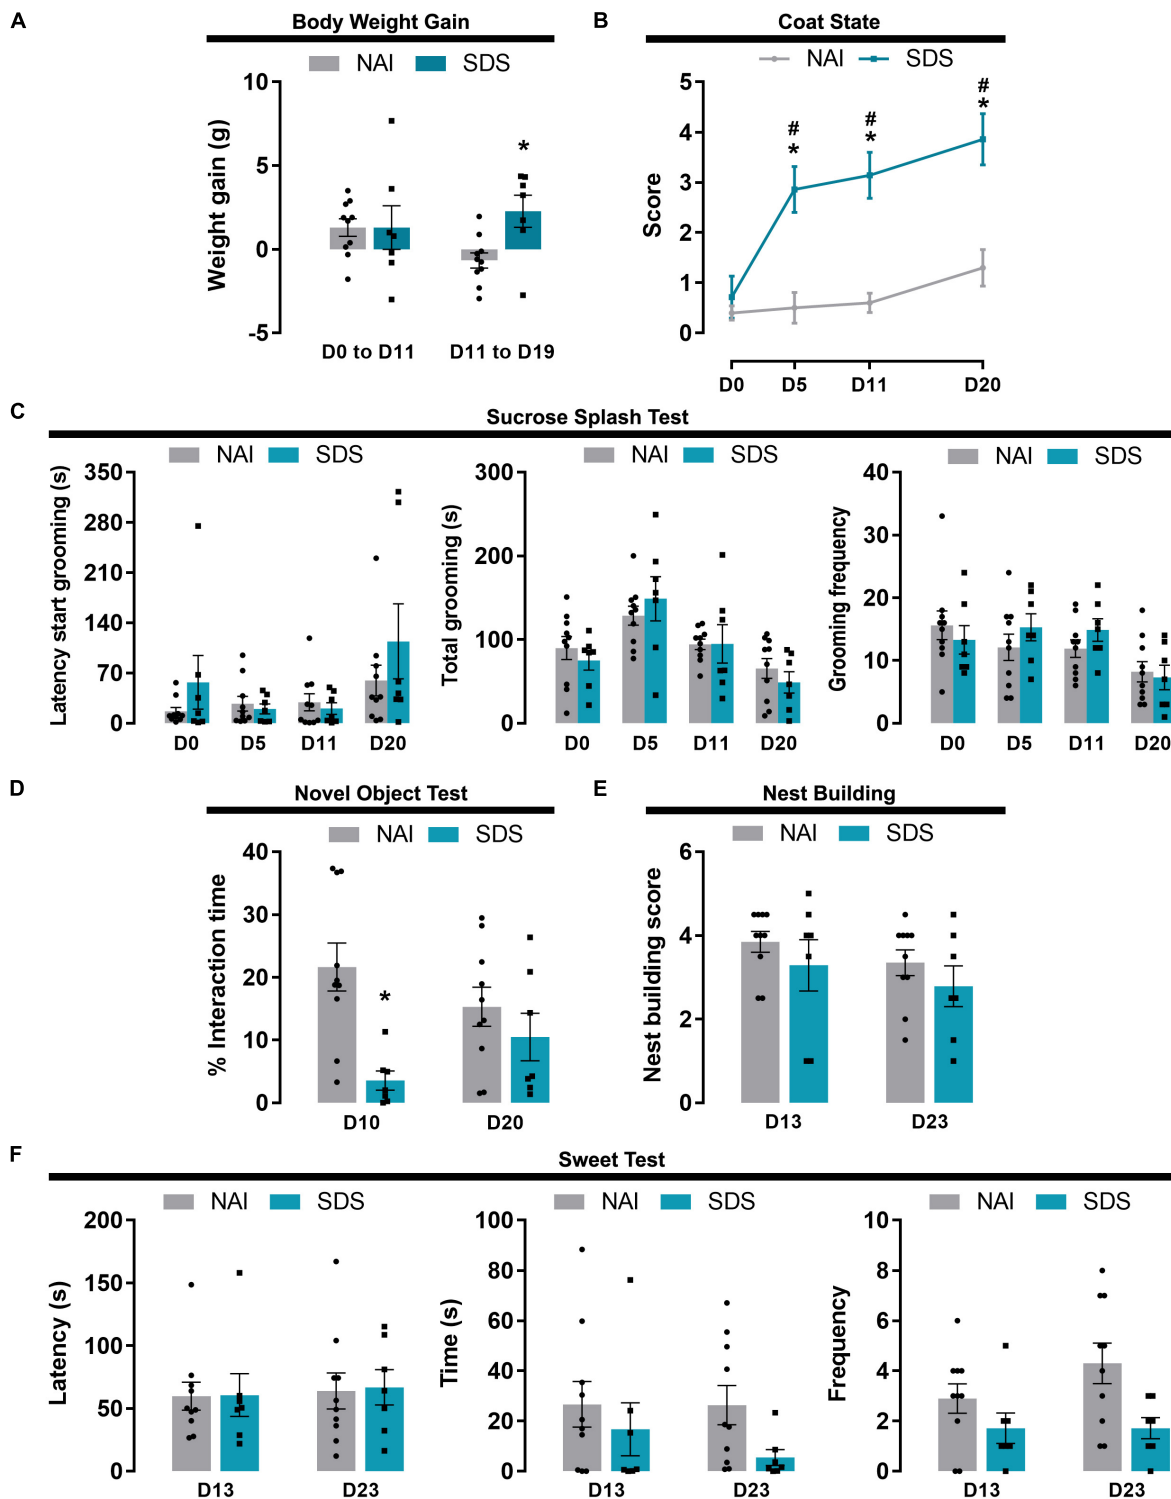 A
Body Weight Gain
NAI SDS
Weight gain (g)
10
5
0
-5
*
D0 to D11 D11 to D19
B
Coat State
NAI SDS
Score
5
4
3
2
1
0
# # #
* * *
D0 D5 D11 D20
C
Sucrose Splash Test
NAI SDS
Latency start grooming (s)
350
280
210
140
70
0
D0 D5 D11 D20
NAI SDS
Total grooming (s)
300
200
100
0
D0 D5 D11 D20
NAI SDS
Grooming frequency
40
30
20
10
0
D0 D5 D11 D20
D
Novel Object Test
NAI SDS
% Interaction time
40
30
20
10
0
*
D10 D20
E
Nest Building
NAI SDS
Nest building score
6
4
2
0
D13 D23
F
Sweet Test
NAI SDS
Latency (s)
200
150
100
50
0
D13 D23
NAI SDS
Time (s)
100
80
60
40
20
0
D13 D23
NAI SDS
Frequency
10
8
6
4
2
0
D13 D23